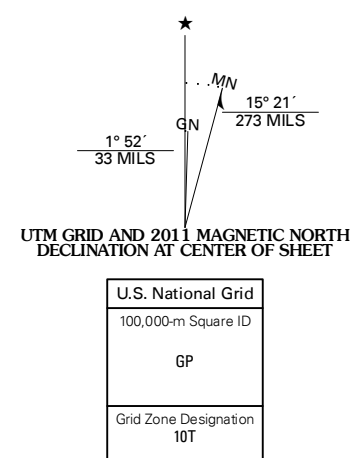 ★
MN
GN
15° 21´
273 MILS
1° 52´
33 MILS
UTM GRID AND 2011 MAGNETIC NORTH
DECLINATION AT CENTER OF SHEET
U.S. National Grid
100,000-m Square ID
GP
Grid Zone Designation
10T